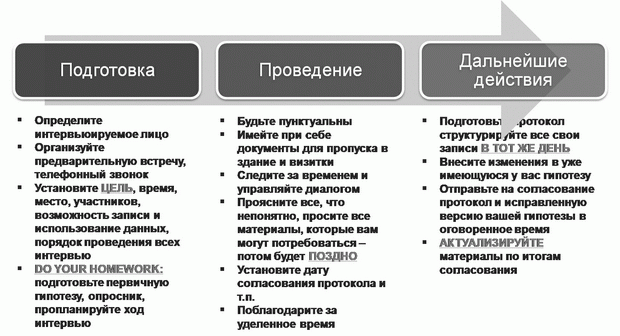 Подготовка
Определите
интервьюируемое лицо
Организуйте
предварительную встречу,
телефонный звонок
Установите ЦЕЛЬ, время,
место, участников,
возможность записи и
использование данных,
порядок проведения всех
интервью
DO YOUR HOMEWORK:
подготовьте первичную
гипотезу, опросник,
пропланируйте ход
интервью
Проведение
Будьте пунктуальны
Имейте при себе
документы для пропуска в
здание и визитки
Следите за временем и
управляйте диалогом
Проясните все, что
непонятно, просите все
материалы, которые вам
могут потребоваться –
потом будет ПОЗДНО
Установите дату
согласования протокола и
т.п.
Поблагодарите за
уделенное время
Дальнейшие
действия
Подготовьте протокол
структурируйте все свои
записи В ТОТ ЖЕ ДЕНЬ
Внесите изменения в уже
имеющуюся у вас гипотезу
Отправьте на согласование
протокол и исправленную
версию вашей гипотезы в
оговоренное время
АКТУАЛИЗИРУЙТЕ
материалы по итогам
согласования